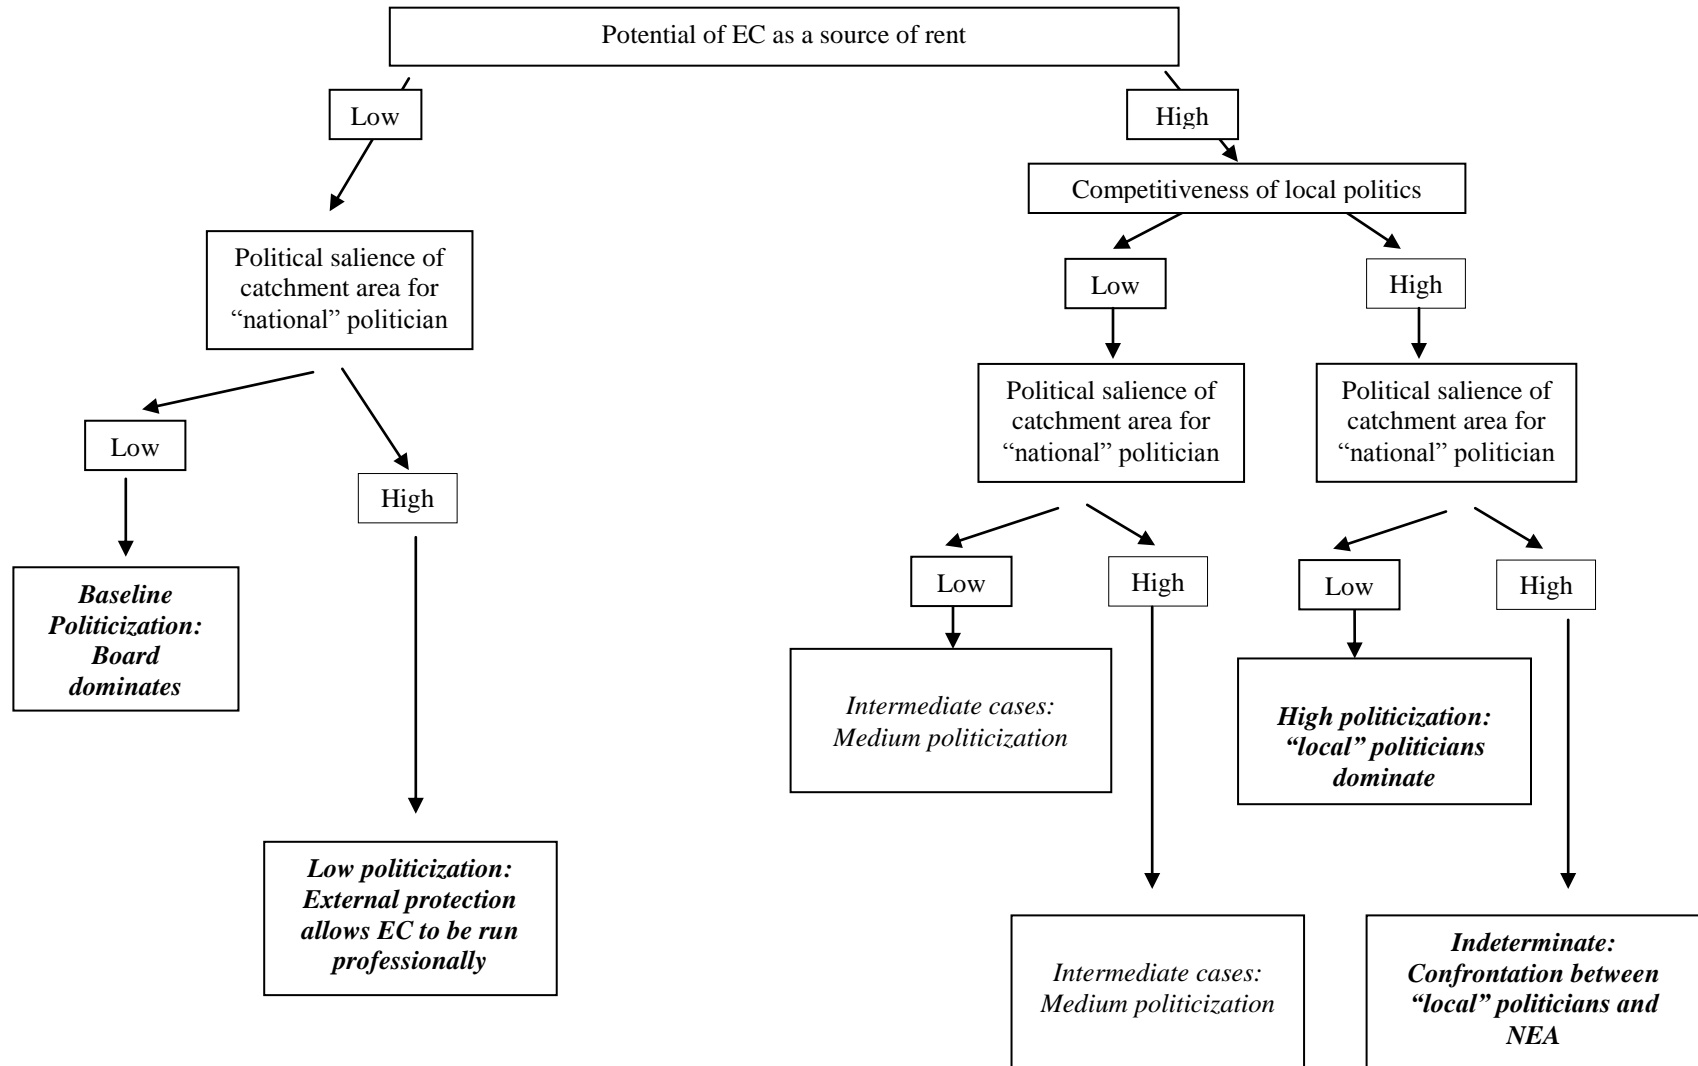 Potential of EC as a source of rent
Low
High
Competitiveness of local politics
Political salience of
catchment area for
“national” politician
Low
High
Political salience of
catchment area for
“national” politician
Political salience of
catchment area for
“national” politician
Low
High
Low
High
Low
High
Baseline
Politicization:
Board
dominates
Intermediate cases:
Medium politicization
High politicization:
“local” politicians
dominate
Low politicization:
External protection
allows EC to be run
professionally
Intermediate cases:
Medium politicization
Indeterminate:
Confrontation between
“local” politicians and
NEA